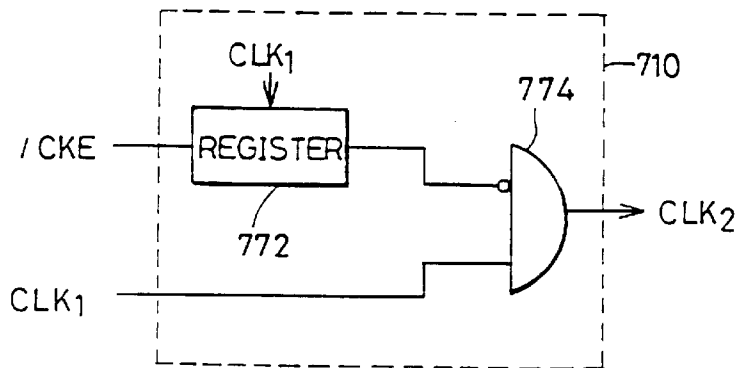 CLK₁
710
774
/CKE
REGISTER
CLK₂
772
CLK₁